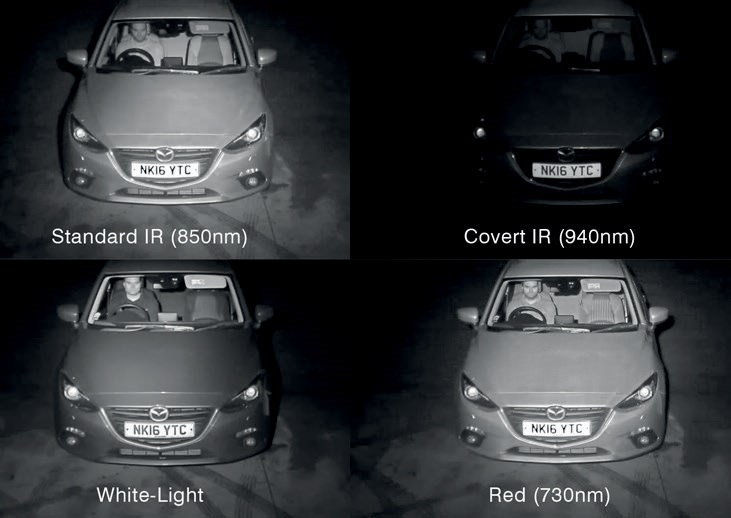 NK16 YTC
Standard IR (850nm)
NK16 YTC
Covert IR (940nm)
NK16 YTC
White-Light
NK16 YTC
Red (730nm)